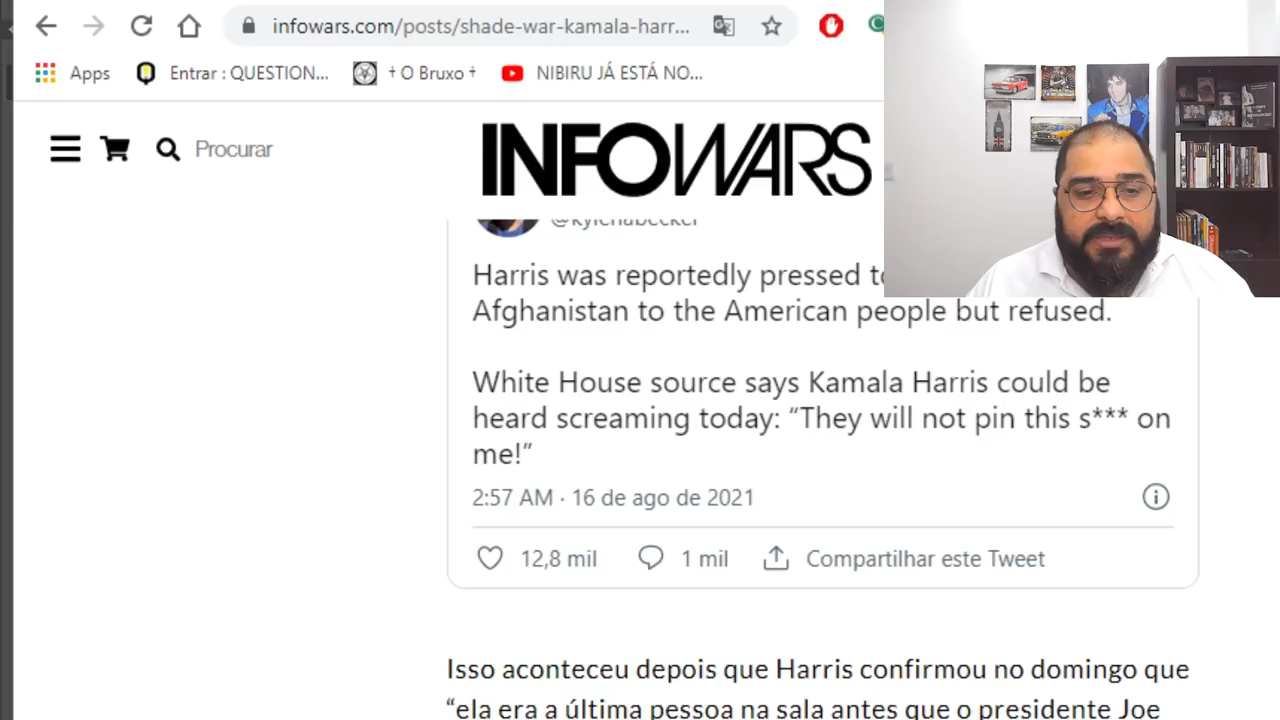 infowars.com/posts/shade-war-kamala-harr...
Apps
Entrar : QUESTION...
† O Bruxo †
NIBIRU JÁ ESTÁ NO...
Procurar
INFOWARS
@kylenabecker
Harris was reportedly pressed
Afghanistan to the American people but refused.
White House source says Kamala Harris could be
heard screaming today: “They will not pin this s*** on
me!”
2:57 AM · 16 de ago de 2021
12,8 mil
1 mil
Compartilhar este Tweet
Isso aconteceu depois que Harris confirmou no domingo que
“ela era a última pessoa na sala antes que o presidente Joe